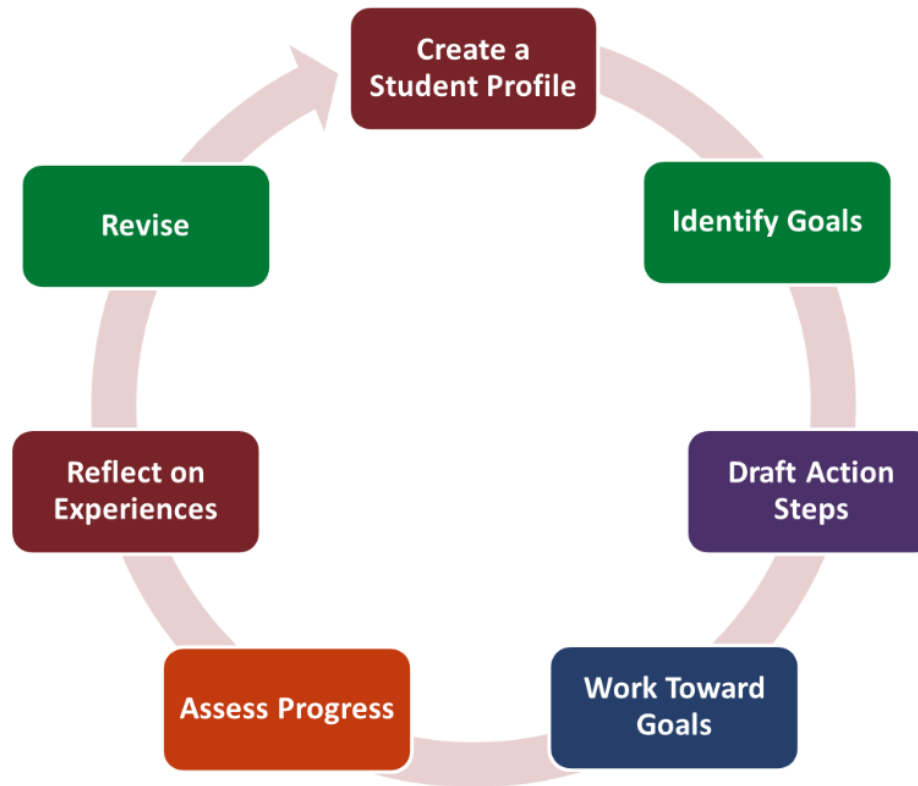 Create a
Student Profile
Identify Goals
Draft Action
Steps
Work Toward
Goals
Assess Progress
Reflect on
Experiences
Revise